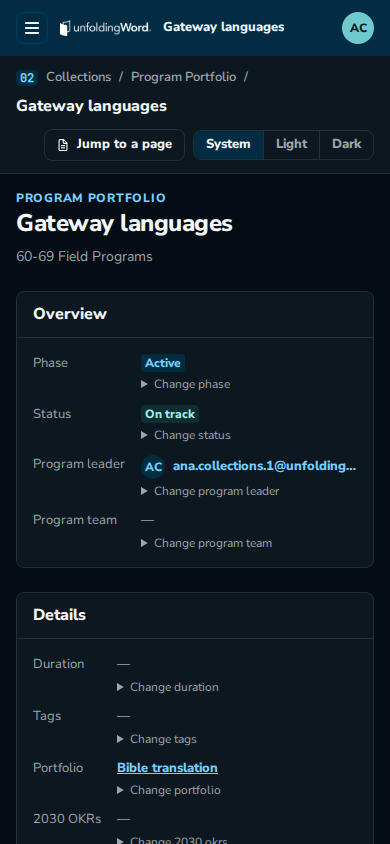 unfoldingWord. Gateway languages AC
02 Collections / Program Portfolio /
Gateway languages
Jump to a page System Light Dark
PROGRAM PORTFOLIO
Gateway languages
60-69 Field Programs
Overview
Phase Active
Change phase
Status On track
Change status
Program leader AC ana.collections.1@unfolding...
Change program leader
Program team —
Change program team
Details
Duration —
Change duration
Tags —
Change tags
Portfolio Bible translation
Change portfolio
2030 OKRs —
Change 2030 okrs